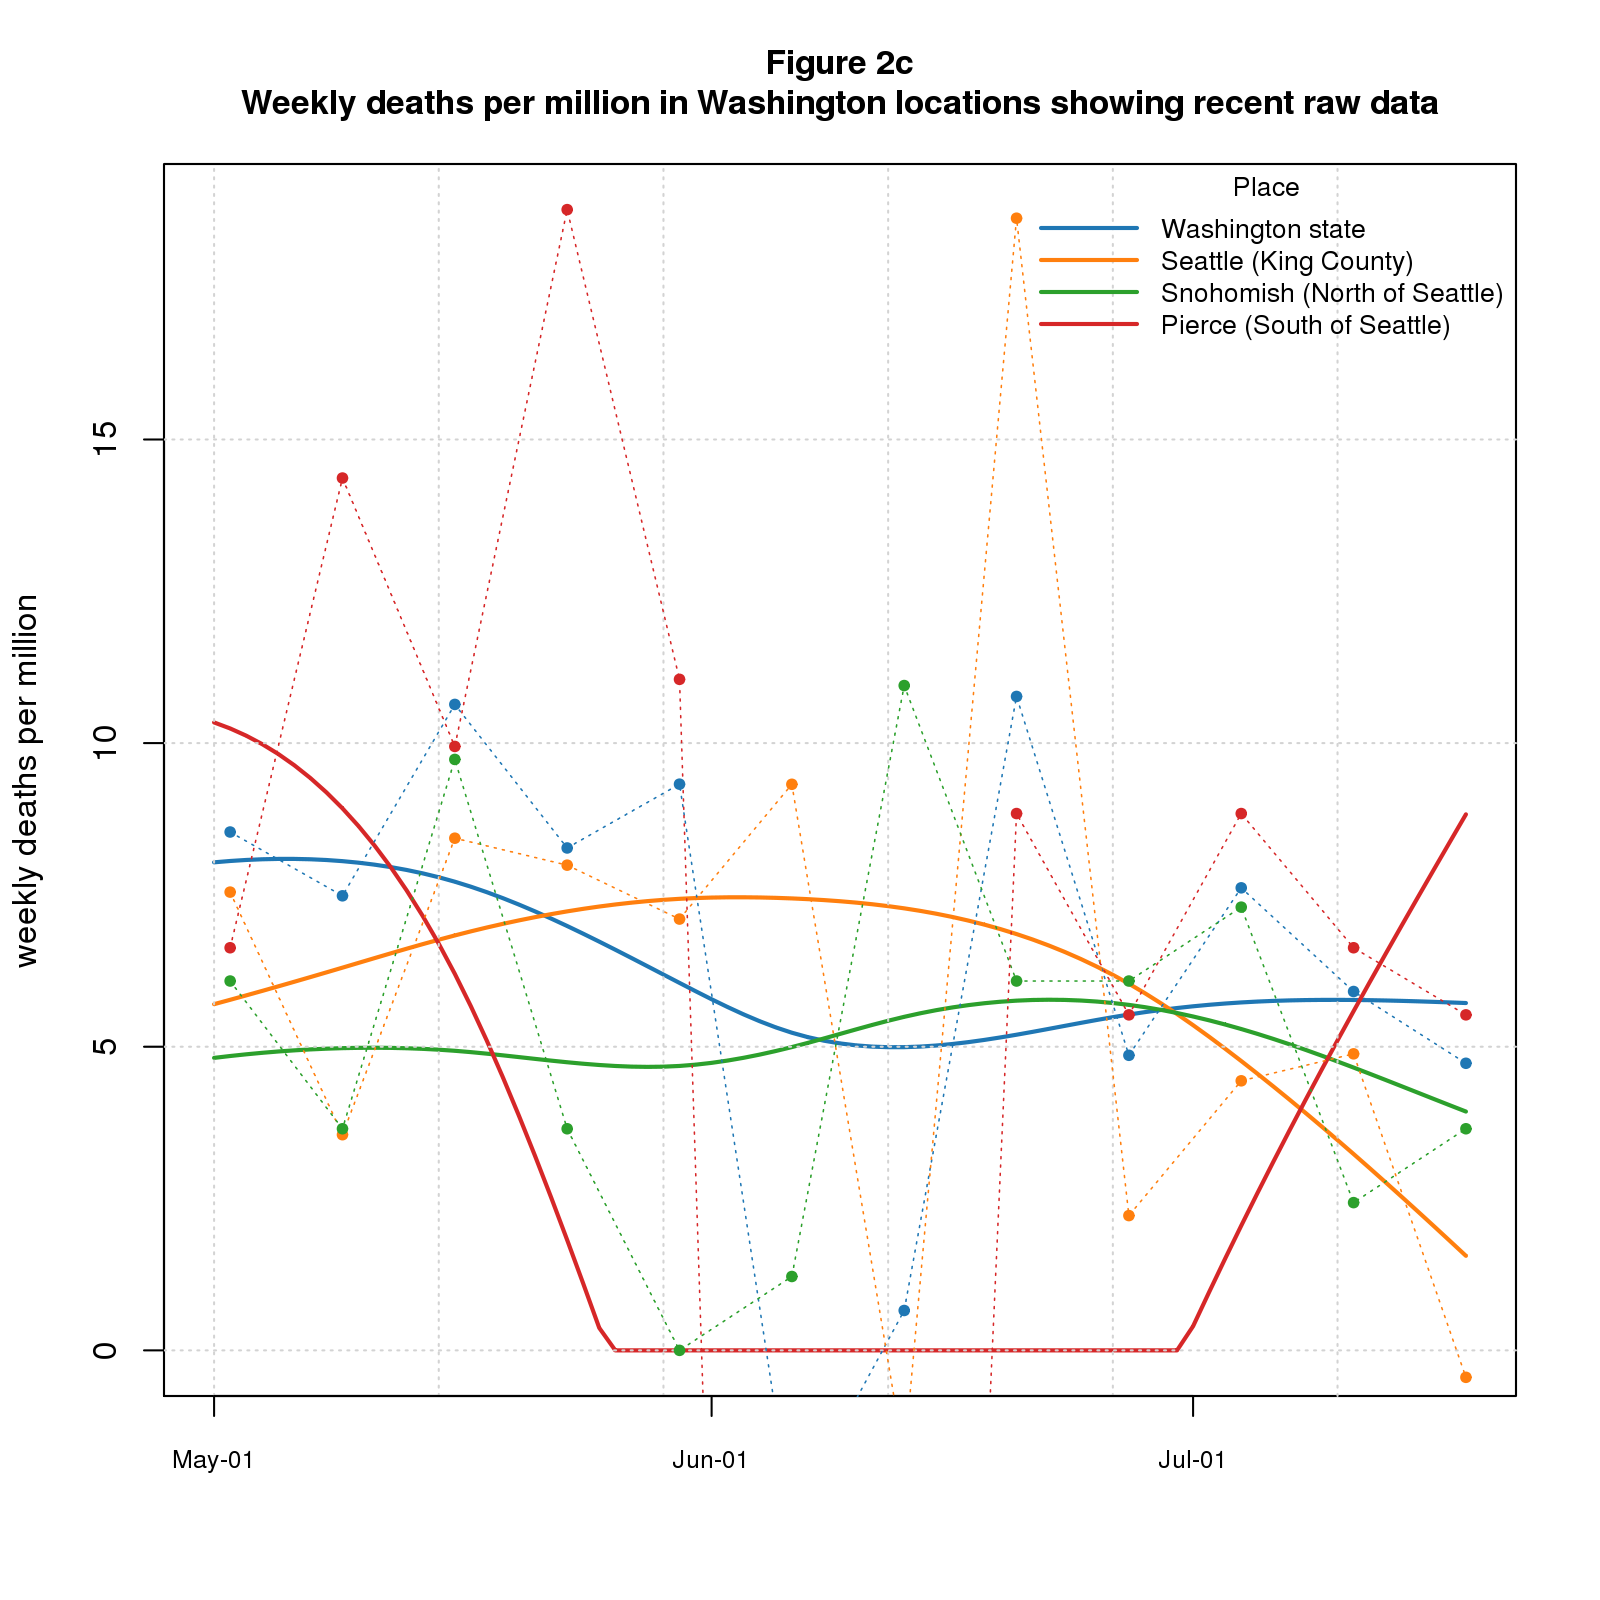 Figure 2c
Weekly deaths per million in Washington locations showing recent raw data
Place
Washington state
Seattle (King County)
Snohomish (North of Seattle)
Pierce (South of Seattle)
weekly deaths per million
15
10
5
0
May-01
Jun-01
Jul-01